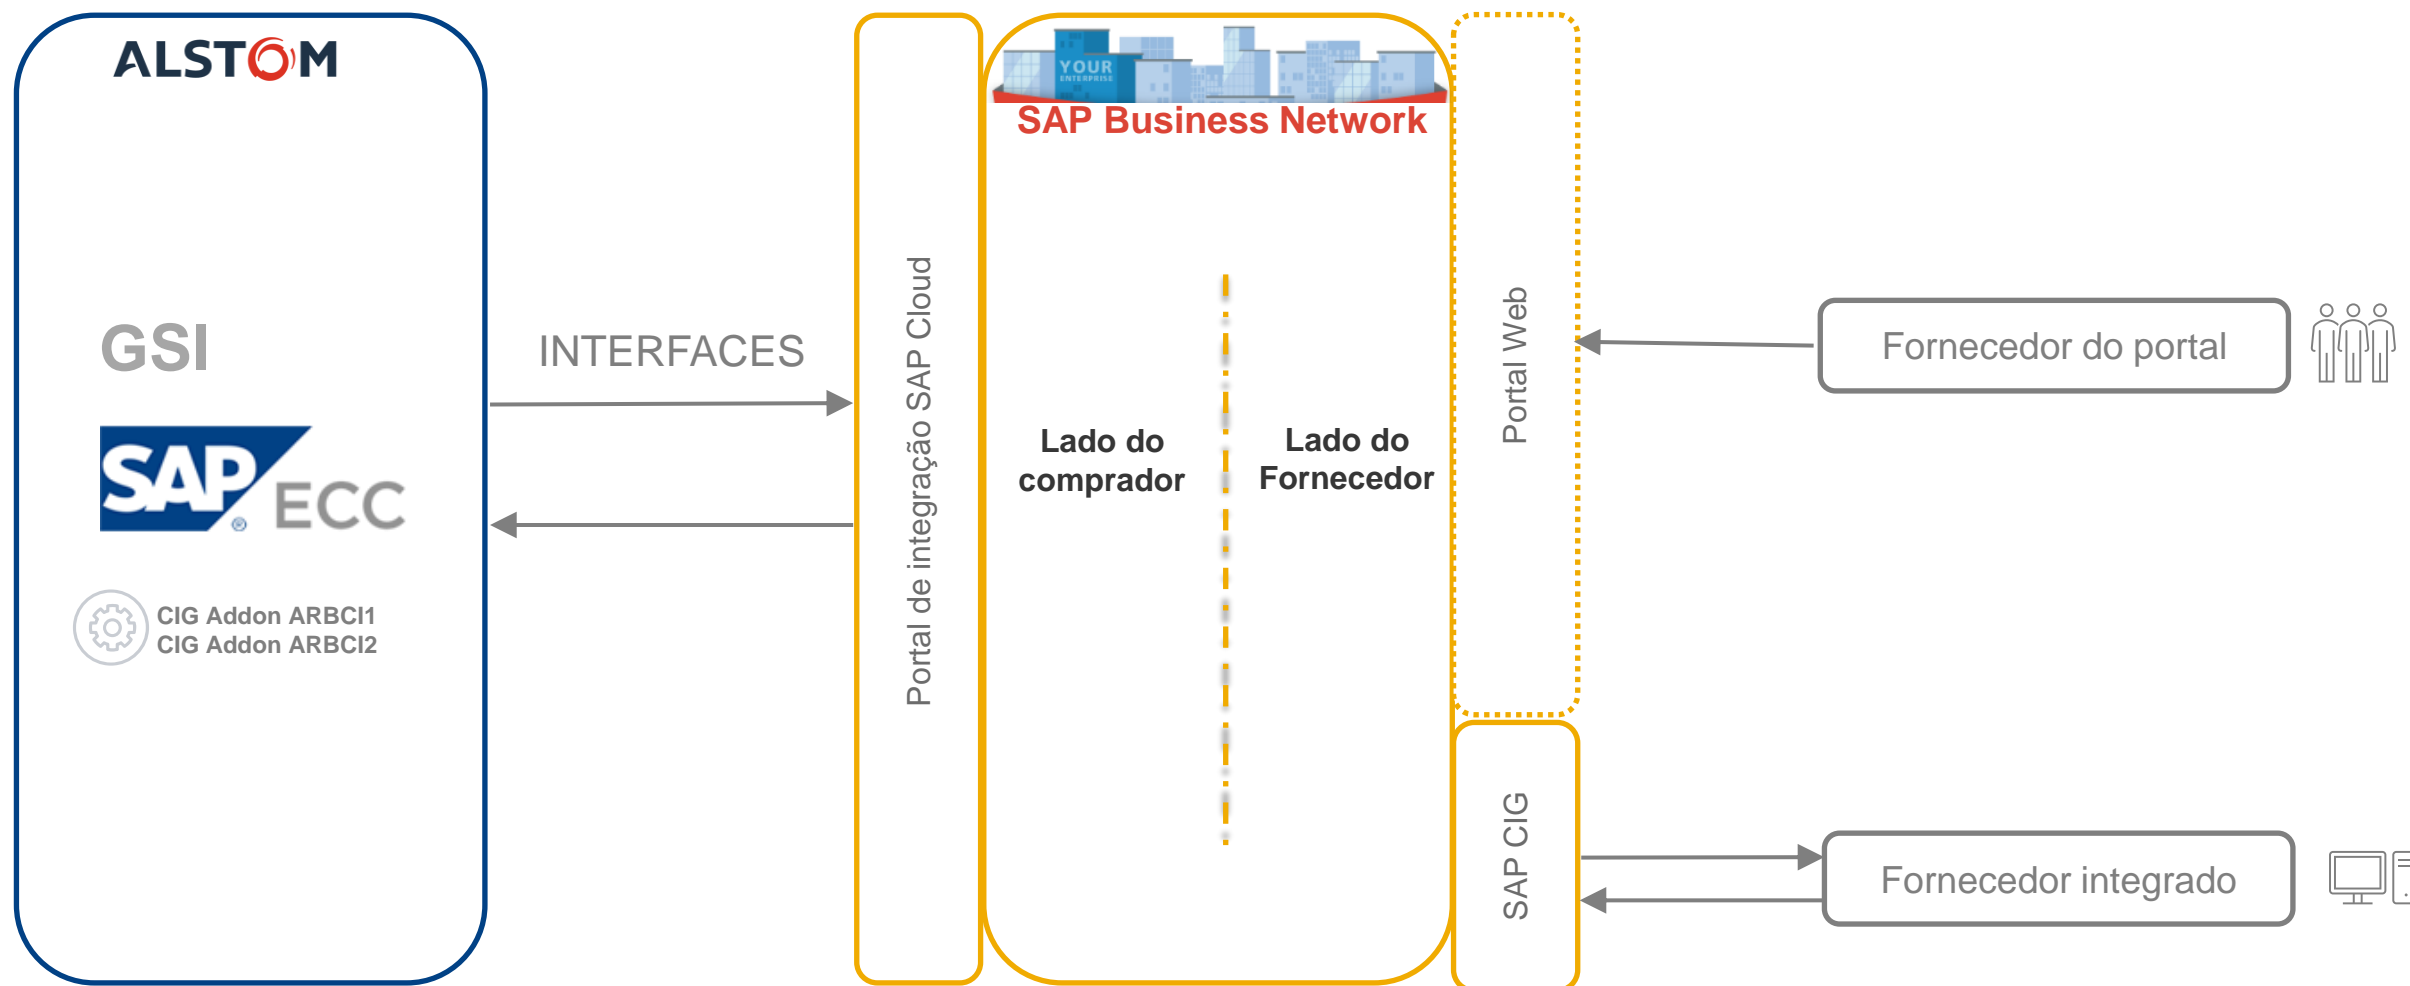 ALSTOM
GSI
SAP
®
ECC
CIG Addon ARBCI1
CIG Addon ARBCI2
INTERFACES
Portal de integração SAP Cloud
YOUR
ENTERPRISE
SAP Business Network
Lado do
comprador
Lado do
Fornecedor
Portal Web
SAP CIG
Fornecedor do portal
Fornecedor integrado